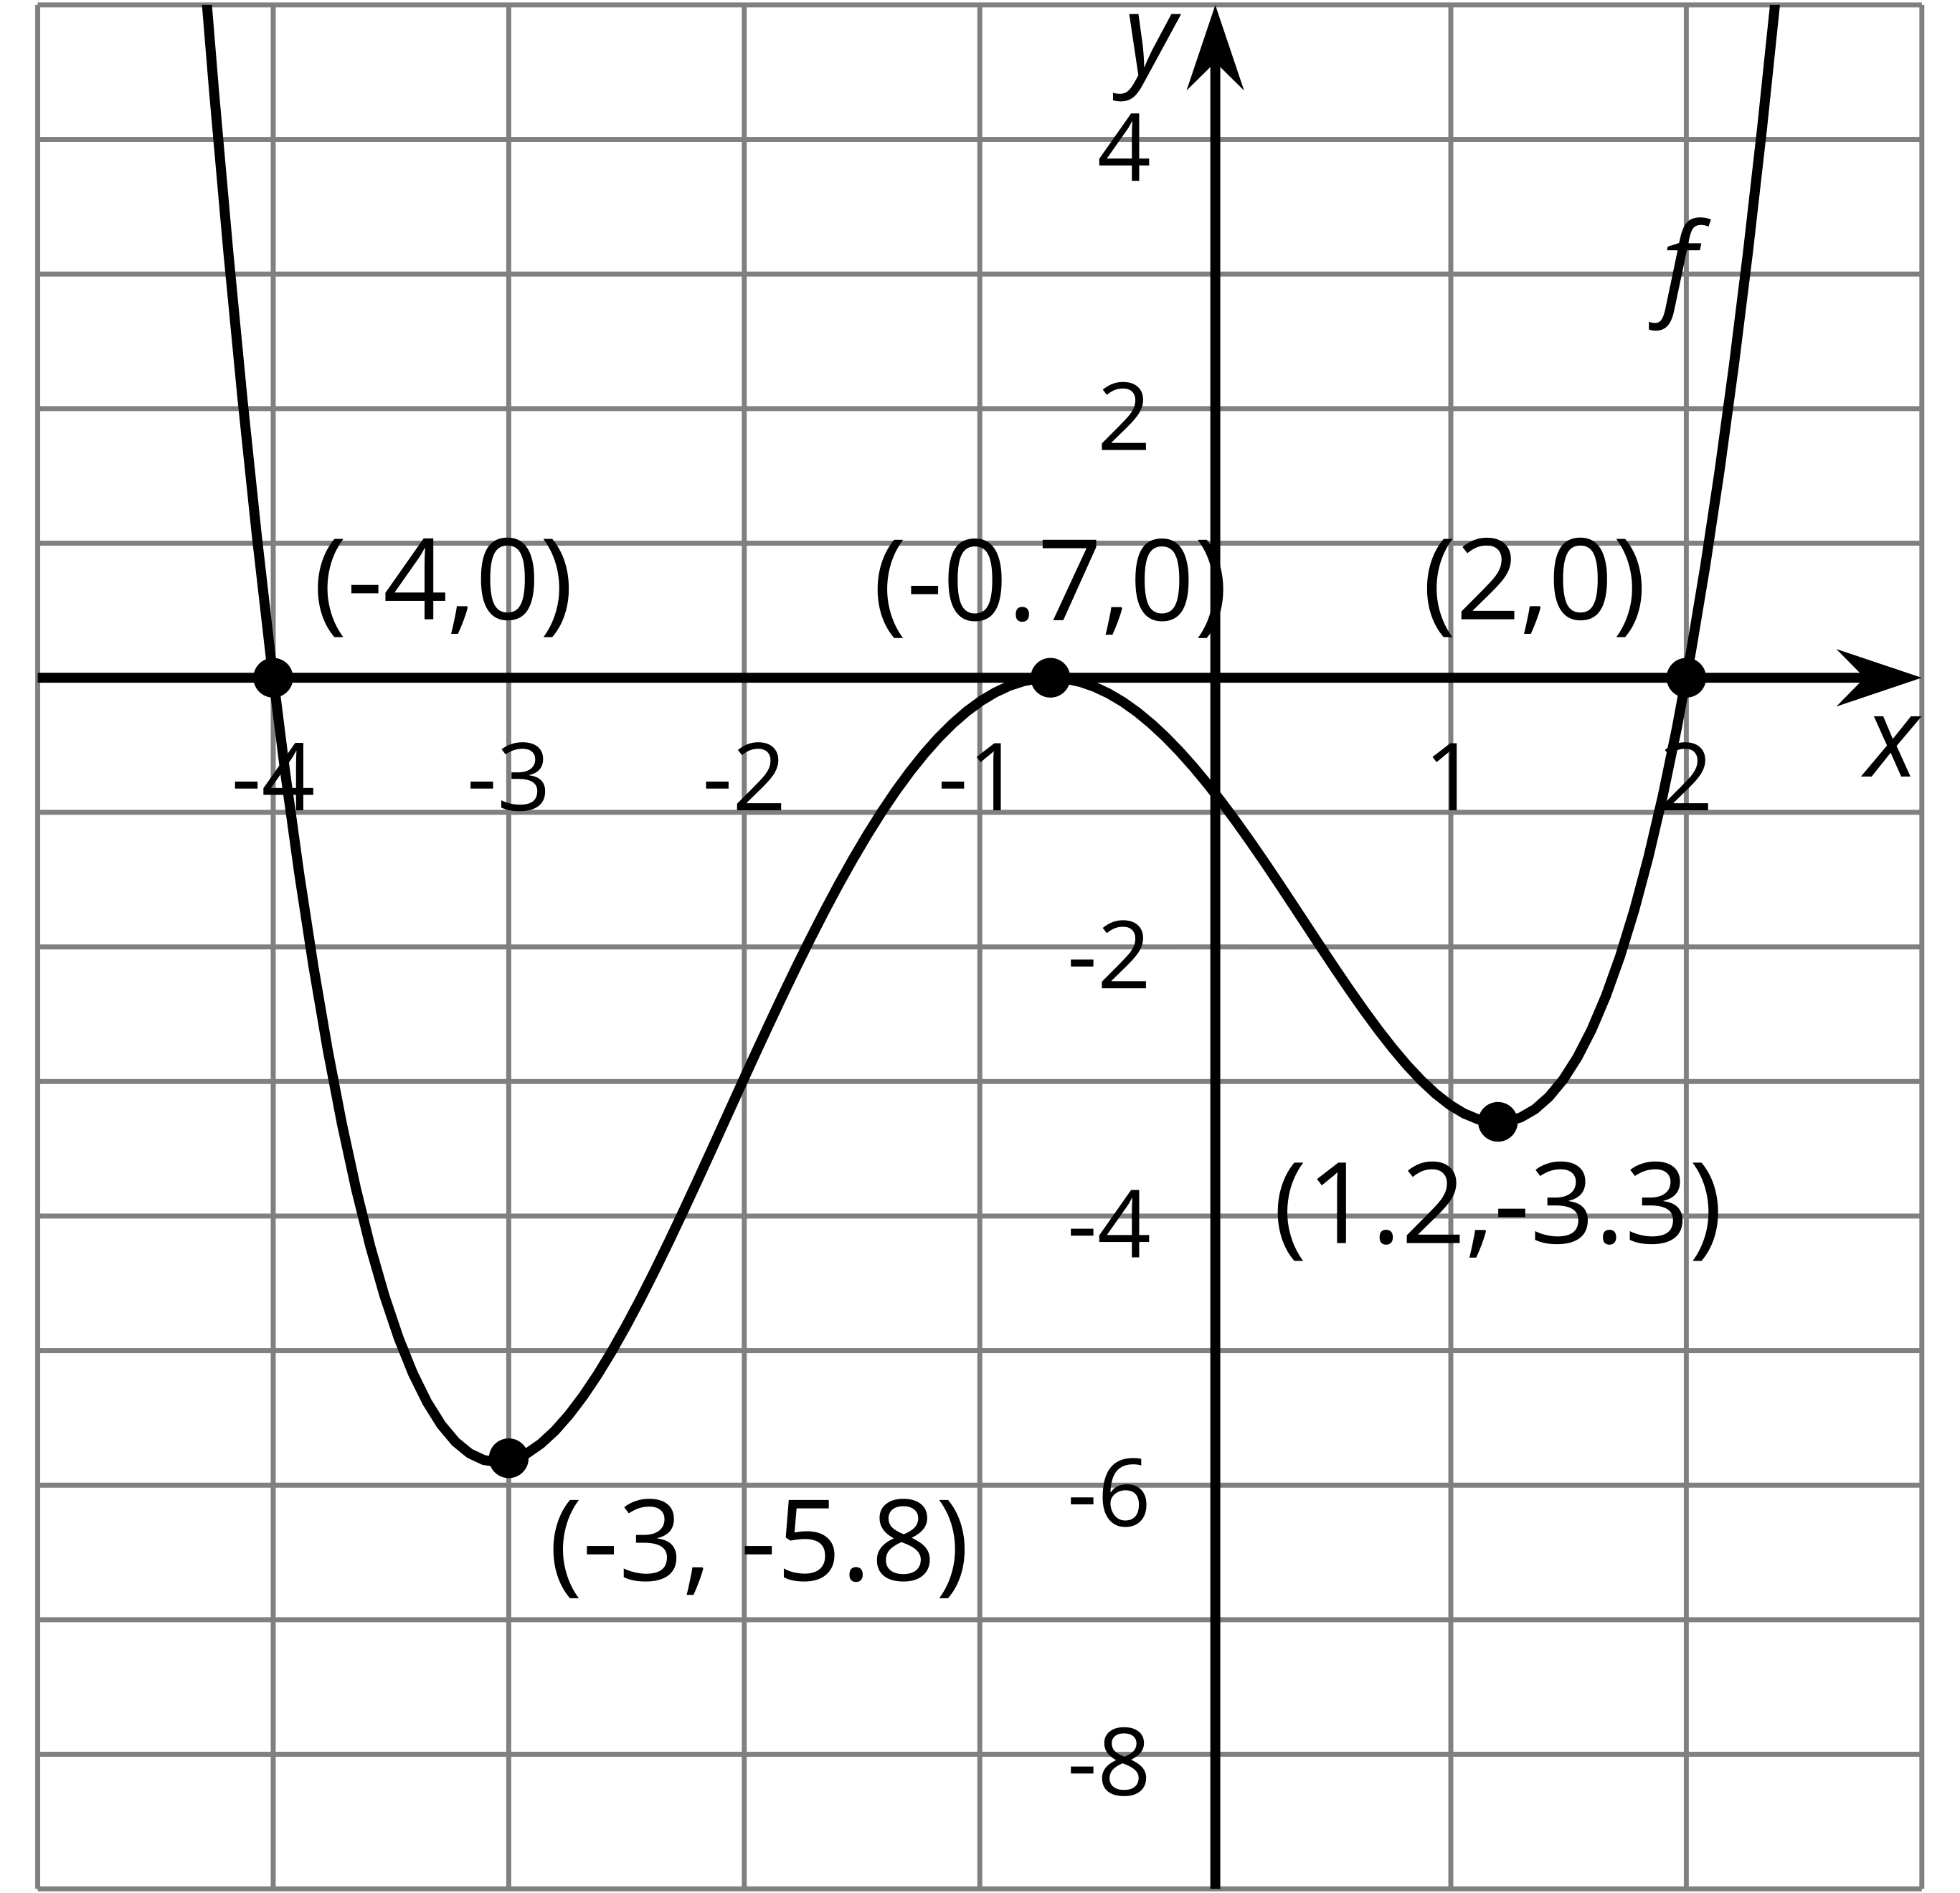 y
4
f
2
(-4,0) (-0.7,0) (2,0)
x
-4 -3 -2 -1 1 2
-2
-4 (1.2,-3.3)
-6
(-3, -5.8)
-8